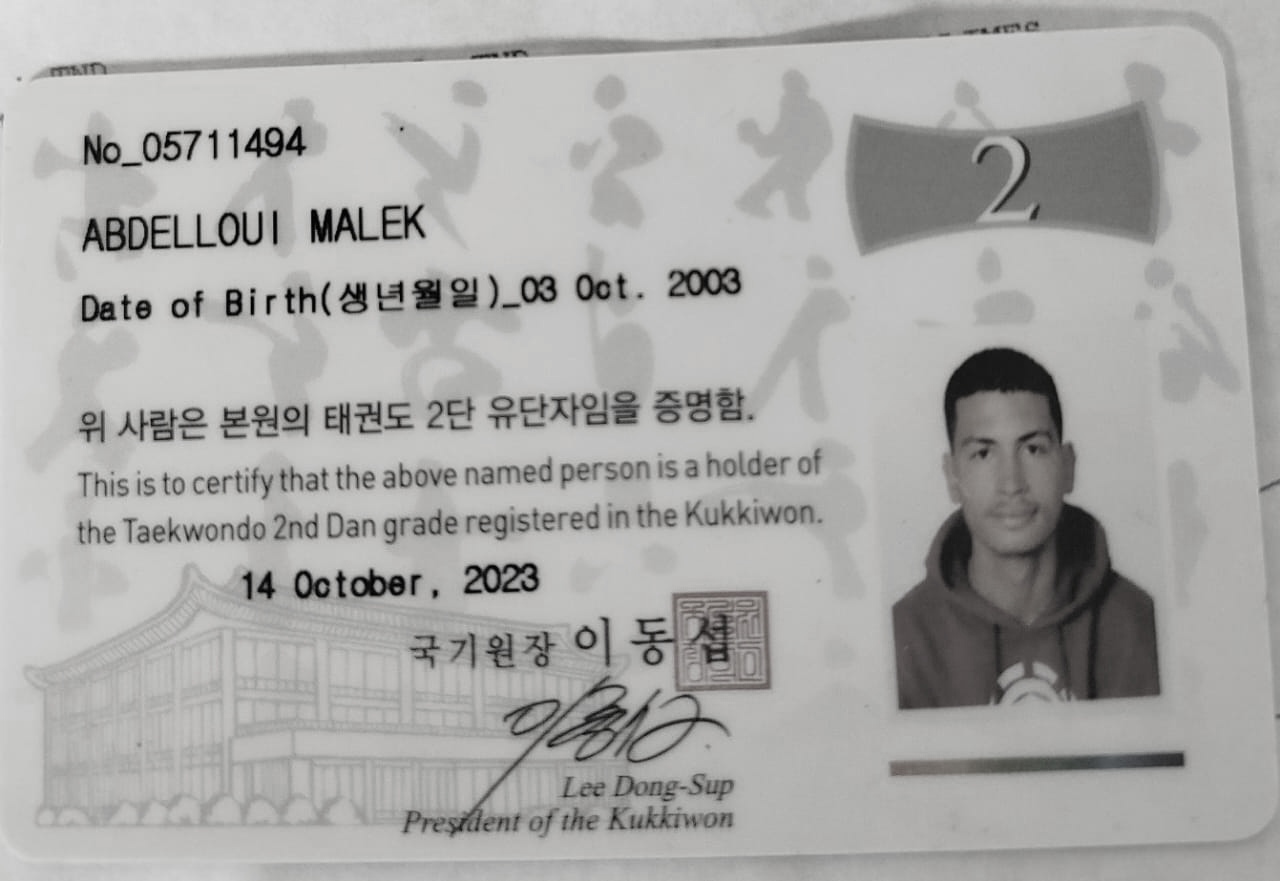 No_05711494
2
ABDELLOUI MALEK
Date of Birth(생년월일)_03 Oct. 2003
위 사람은 본원의 태권도 2단 유단자임을 증명함.
This is to certify that the above named person is a holder of
the Taekwondo 2nd Dan grade registered in the Kukkiwon.
14 October, 2023
국기원장 이동섭
Lee Dong-Sup
President of the Kukkiwon